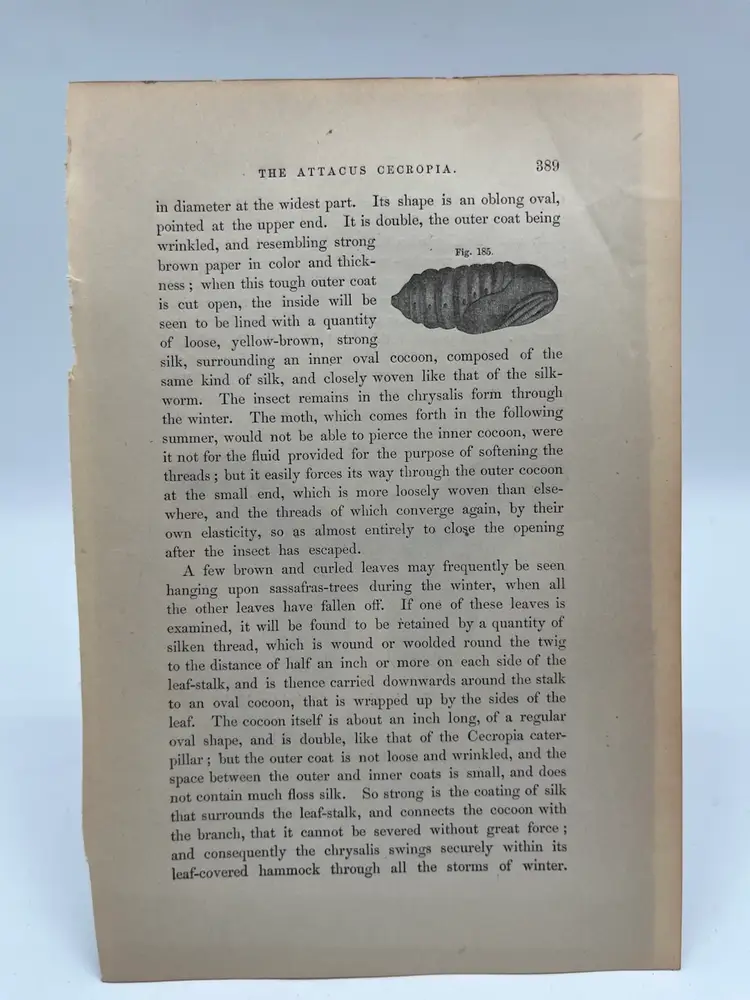 THE ATTACUS CECROPIA. 389
in diameter at the widest part. Its shape is an oblong oval,
pointed at the upper end. It is double, the outer coat being
wrinkled, and resembling strong
brown paper in color and thick-
ness; when this tough outer coat
is cut open, the inside will be
seen to be lined with a quantity
of loose, yellow-brown, strong
Fig. 185.
silk, surrounding an inner oval cocoon, composed of the
same kind of silk, and closely woven like that of the silk-
worm. The insect remains in the chrysalis form through
the winter. The moth, which comes forth in the following
summer, would not be able to pierce the inner cocoon, were
it not for the fluid provided for the purpose of softening the
threads; but it easily forces its way through the outer cocoon
at the small end, which is more loosely woven than else-
where, and the threads of which converge again, by their
own elasticity, so as almost entirely to close the opening
after the insect has escaped.
A few brown and curled leaves may frequently be seen
hanging upon sassafras-trees during the winter, when all
the other leaves have fallen off. If one of these leaves is
examined, it will be found to be retained by a quantity of
silken thread, which is wound or woolded round the twig
to the distance of half an inch or more on each side of the
leaf-stalk, and is thence carried downwards around the stalk
to an oval cocoon, that is wrapped up by the sides of the
leaf. The cocoon itself is about an inch long, of a regular
oval shape, and is double, like that of the Cecropia cater-
pillar; but the outer coat is not loose and wrinkled, and the
space between the outer and inner coats is small, and does
not contain much floss silk. So strong is the coating of silk
that surrounds the leaf-stalk, and connects the cocoon with
the branch, that it cannot be severed without great force;
and consequently the chrysalis swings securely within its
leaf-covered hammock through all the storms of winter.